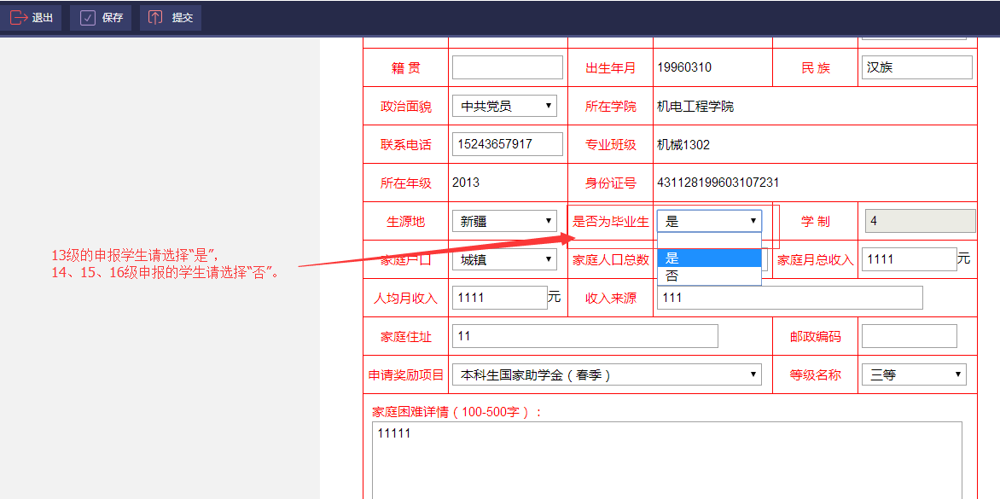 退出 保存 提交
籍 贯 出生年月 19960310 民 族 汉族
政治面貌 中共党员 所在学院 机电工程学院
联系电话 15243657917 专业班级 机械1302
所在年级 2013 身份证号 431128199603107231
生源地 新疆 是否为毕业生 是 学 制 4
13级的申报学生请选择“是”，
14、15、16级申报的学生请选择“否”。
家庭户口 城镇 家庭人口总数 是 家庭月总收入 1111 元
否
人均月收入 1111 元 收入来源 111
家庭住址 11 邮政编码
申请奖励项目 本科生国家助学金（春季） 等级名称 三等
家庭困难详情（100-500字）：
11111